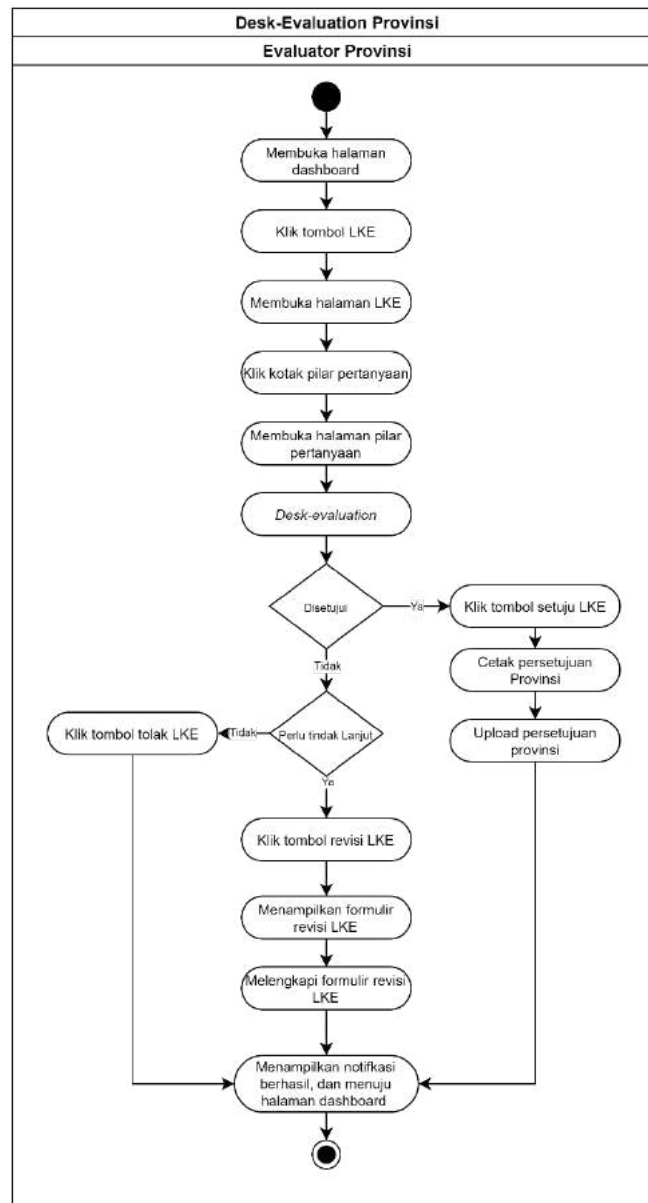 Desk-Evaluation Provinsi
Evaluator Provinsi
Membuka halaman
dashboard
Klik tombol LKE
Membuka halaman LKE
Klik kotak pilar pertanyaan
Membuka halaman pilar
pertanyaan
Desk-evaluation
Disetujui
Ya
Klik tombol setuju LKE
Cetak persetujuan
Provinsi
Upload persetujuan
provinsi
Tidak
Perlu tindak Lanjut
Tidak
Klik tombol tolak LKE
Ya
Klik tombol revisi LKE
Menampilkan formulir
revisi LKE
Melengkapi formulir revisi
LKE
Menampilkan notifkasi
berhasil, dan menuju
halaman dashboard